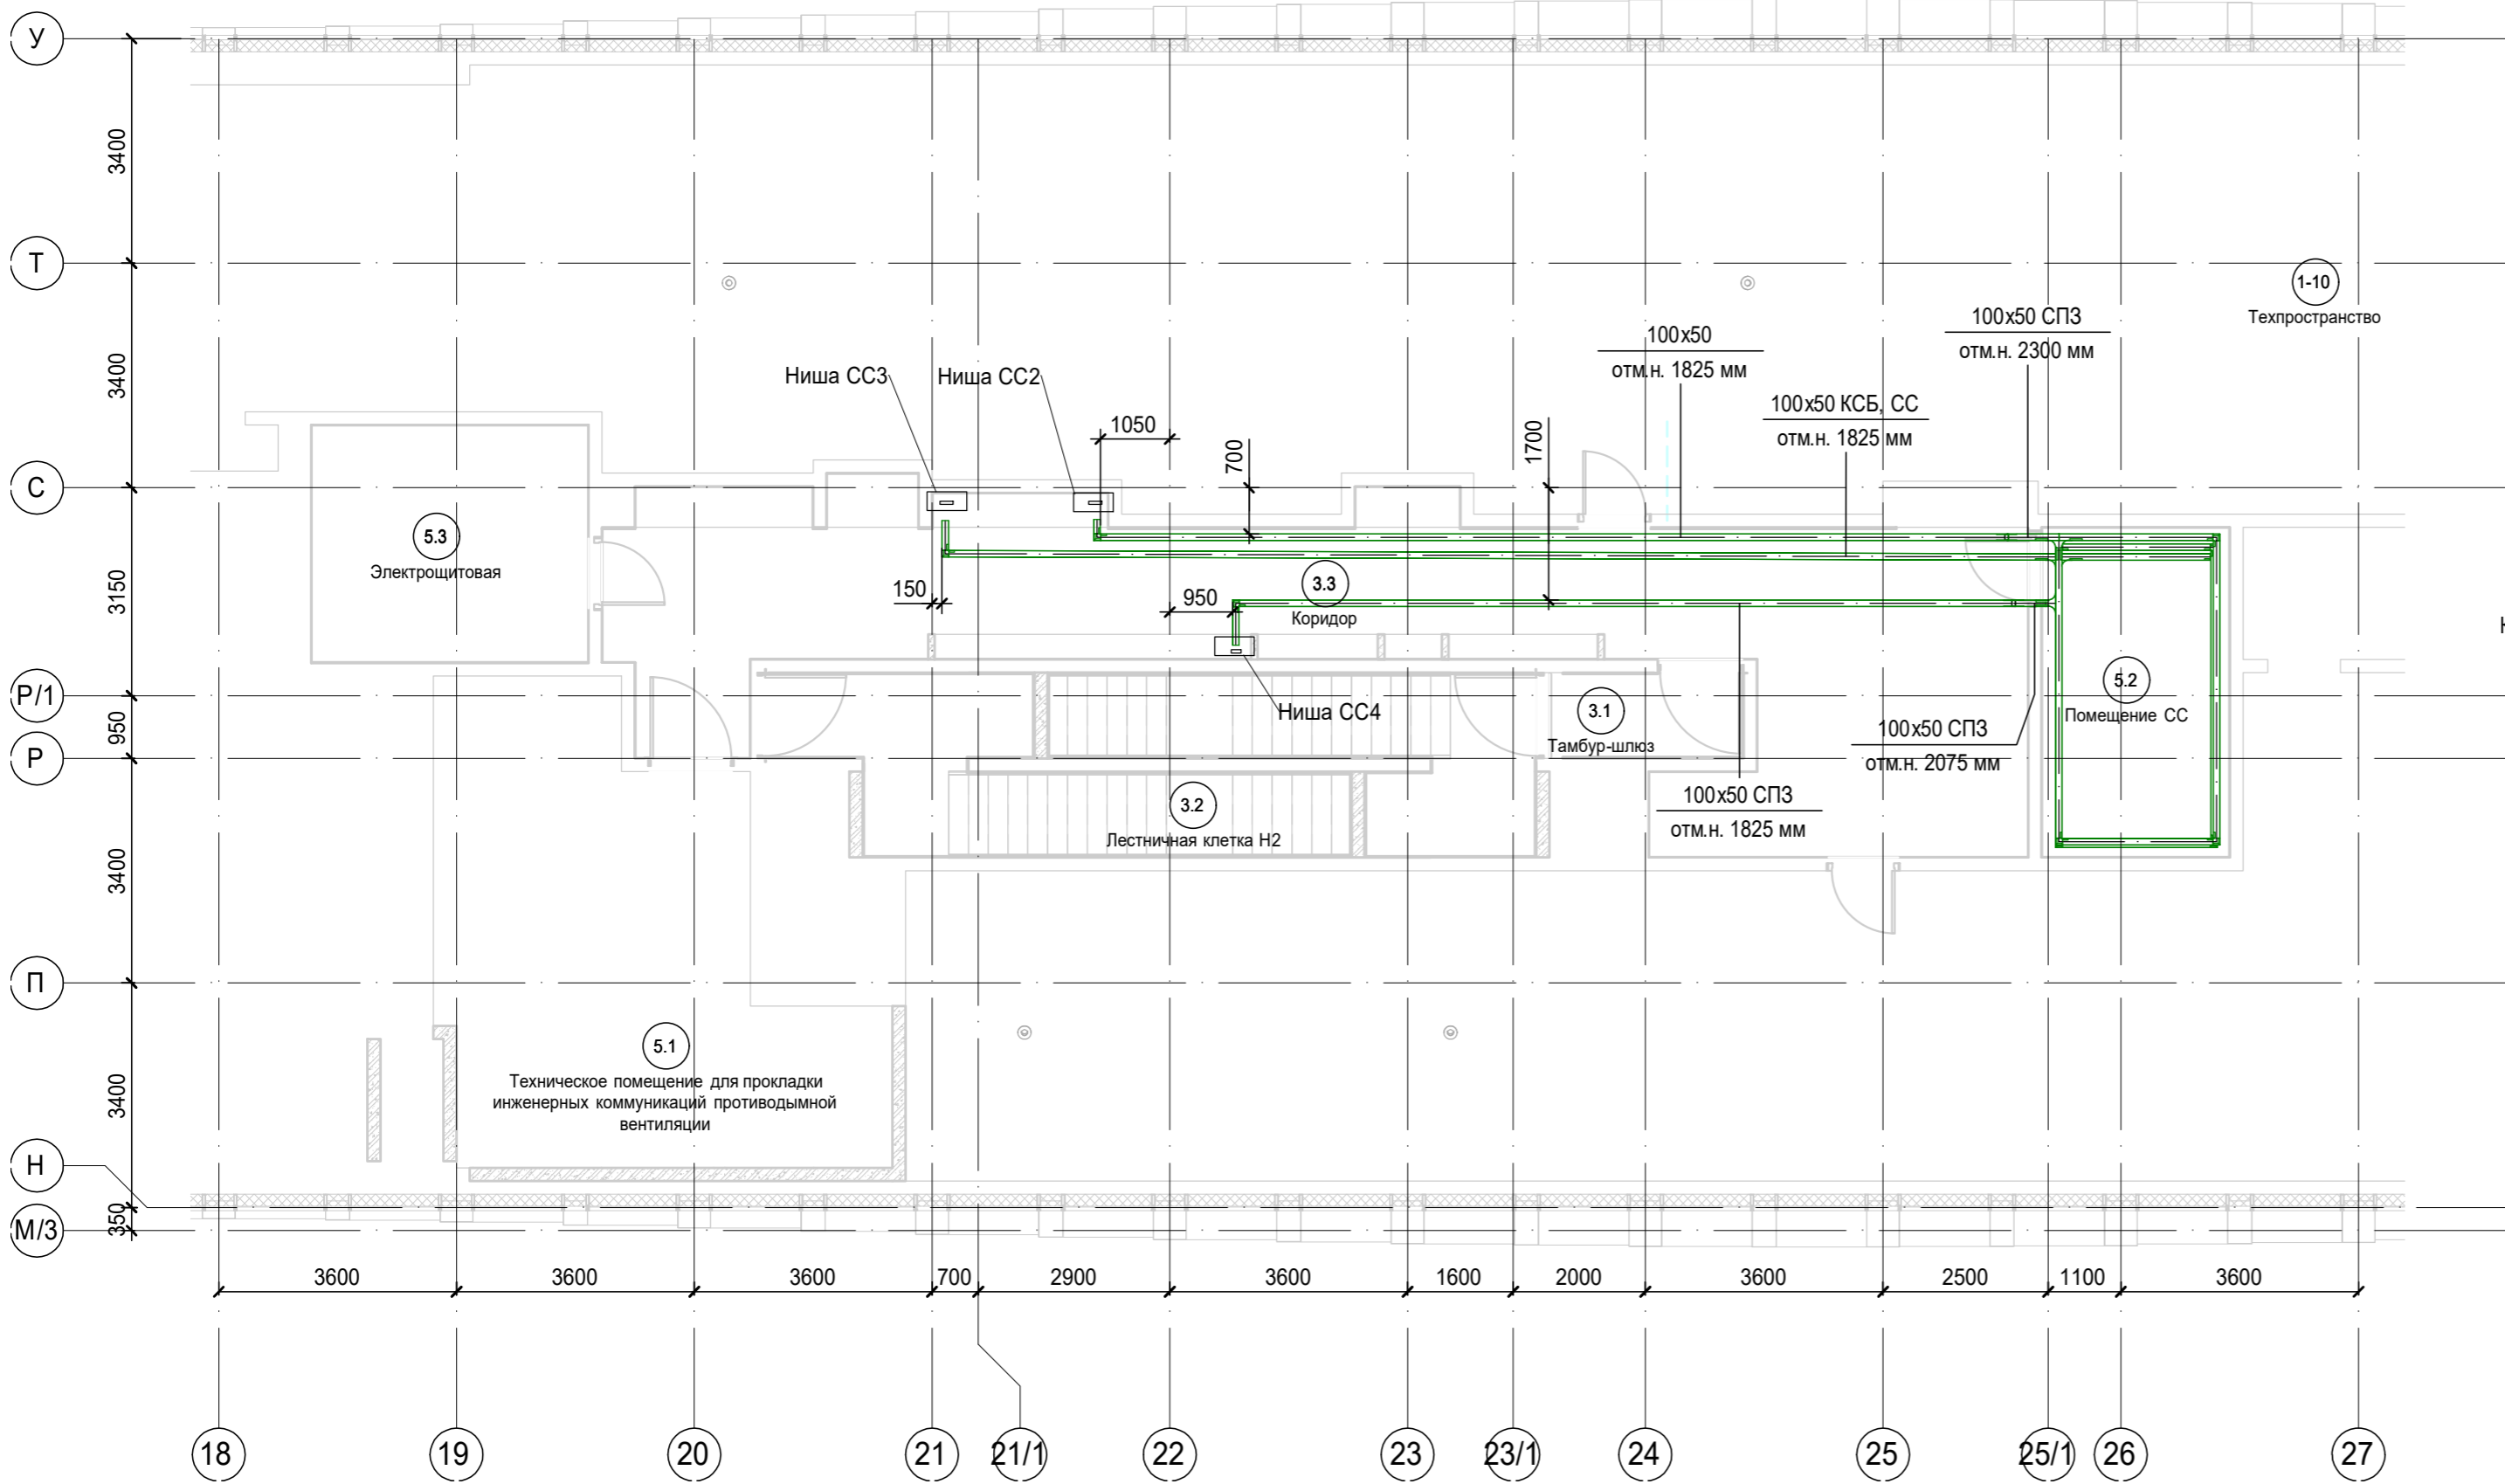 У
3400
Т
1-10
Техпространство
100х50 СПЗ
отм.н. 2300 мм
100х50
отм.н. 1825 мм
3400
Ниша СС3
Ниша СС2
100х50 КСБ, СС
отм.н. 1825 мм
1050
700
1700
С
5.3
Электрощитовая
3150
150
950
3.3
Коридор
Р/1
5.2
Помещение СС
Ниша СС4
3.1
Тамбур-шлюз
950
100х50 СПЗ
отм.н. 2075 мм
Р
100х50 СПЗ
отм.н. 1825 мм
3.2
Лестничная клетка Н2
3400
П
5.1
Техническое помещение для прокладки
инженерных коммуникаций противодымной
вентиляции
3400
Н
350
М/3
3600
3600
3600
700
2900
3600
1600
2000
3600
2500
1100
3600
18
19
20
21
21/1
22
23
23/1
24
25
25/1
26
27